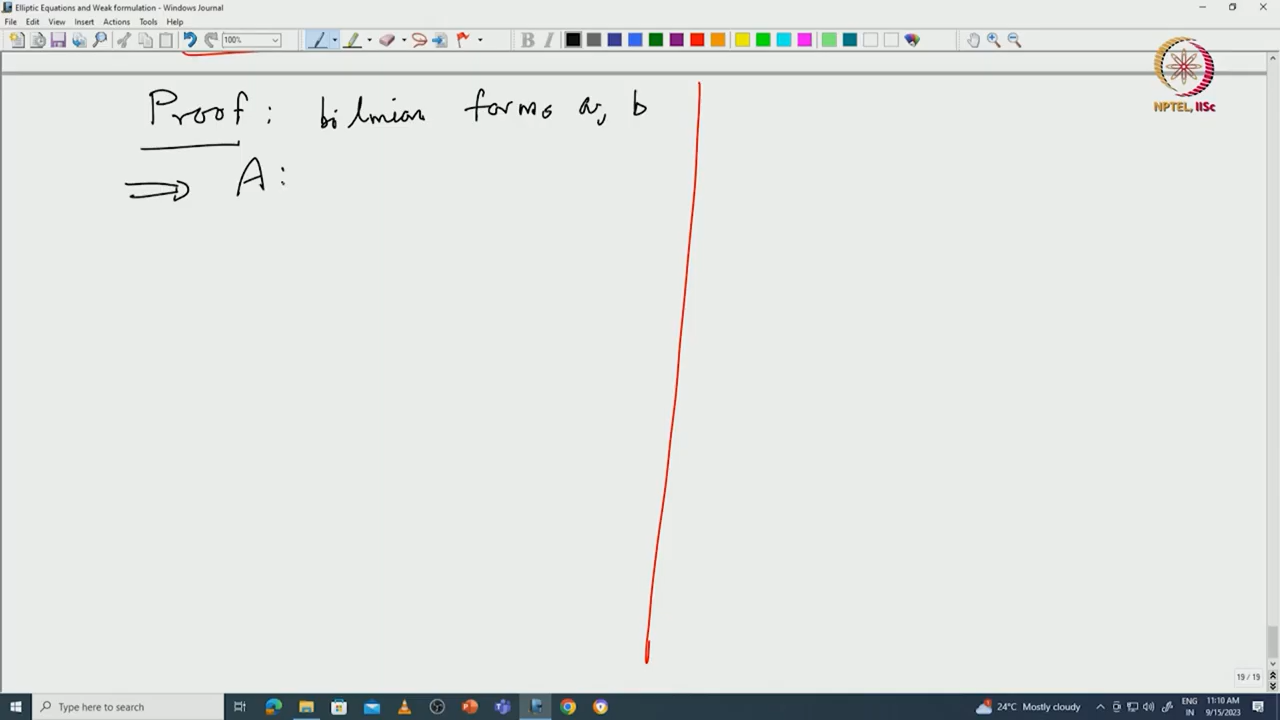 Elliptic Equations and Weak formulation - Windows Journal
File Edit View Insert Actions Tools Help
100%
B I
NPTEL, IISc
Proof: bilinear forms a, b
⇒ A:
19 / 19
Type here to search
24°C Mostly cloudy
ENG
IN
11:10 AM
9/15/2023